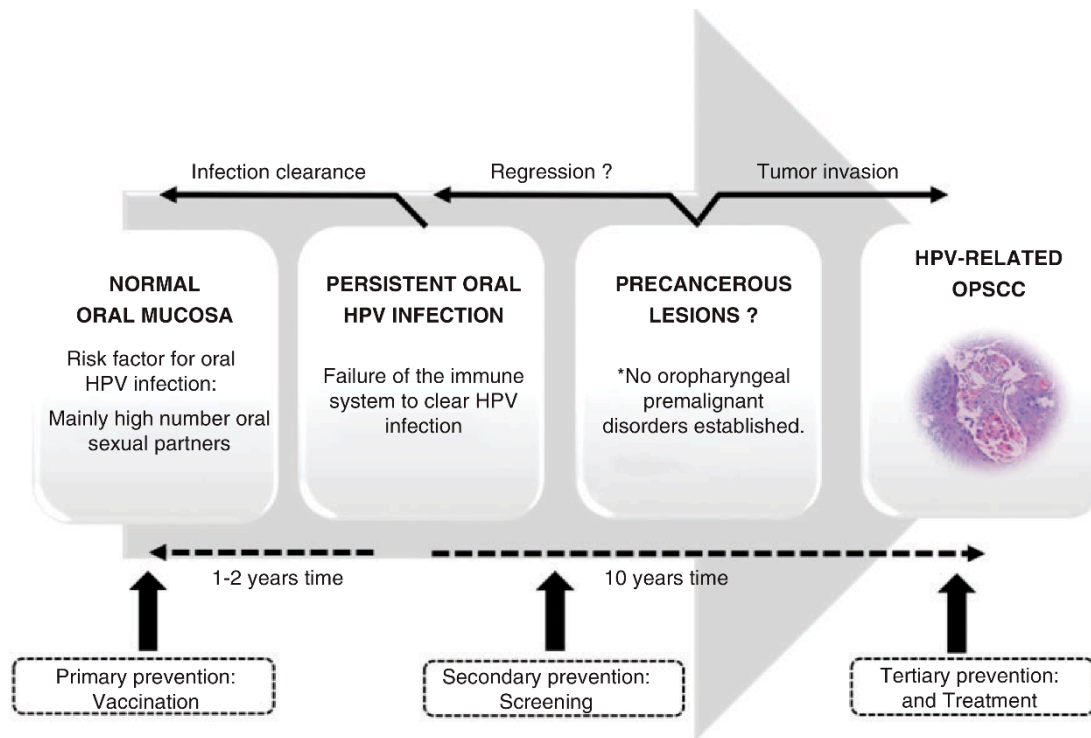 Infection clearance
Regression ?
Tumor invasion
NORMAL
ORAL MUCOSA
Risk factor for oral
HPV infection:
Mainly high number oral
sexual partners
PERSISTENT ORAL
HPV INFECTION
Failure of the immune
system to clear HPV
infection
PRECANCEROUS
LESIONS ?
*No oropharyngeal
premalignant
disorders established.
HPV-RELATED
OPSCC
1-2 years time
10 years time
Primary prevention:
Vaccination
Secondary prevention:
Screening
Tertiary prevention:
and Treatment